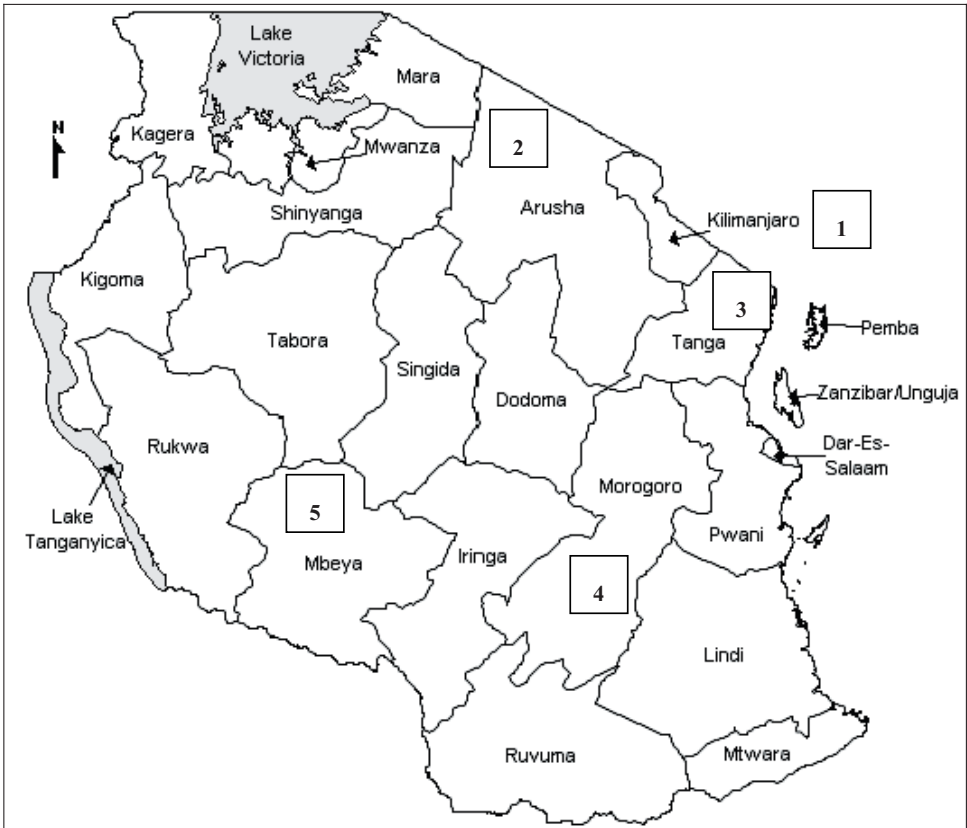 Lake
Victoria
Mara
N
Kagera
Mwanza
2
Shinyanga
Arusha
Kilimanjaro
1
Kigoma
3
Tabora
Singida
Tanga
Pemba
Dodoma
Zanzibar/Unguja
Rukwa
Dar-Es-
Salaam
Morogoro
5
Lake
Tanganyica
Mbeya
Iringa
Pwani
4
Lindi
Ruvuma
Mtwara